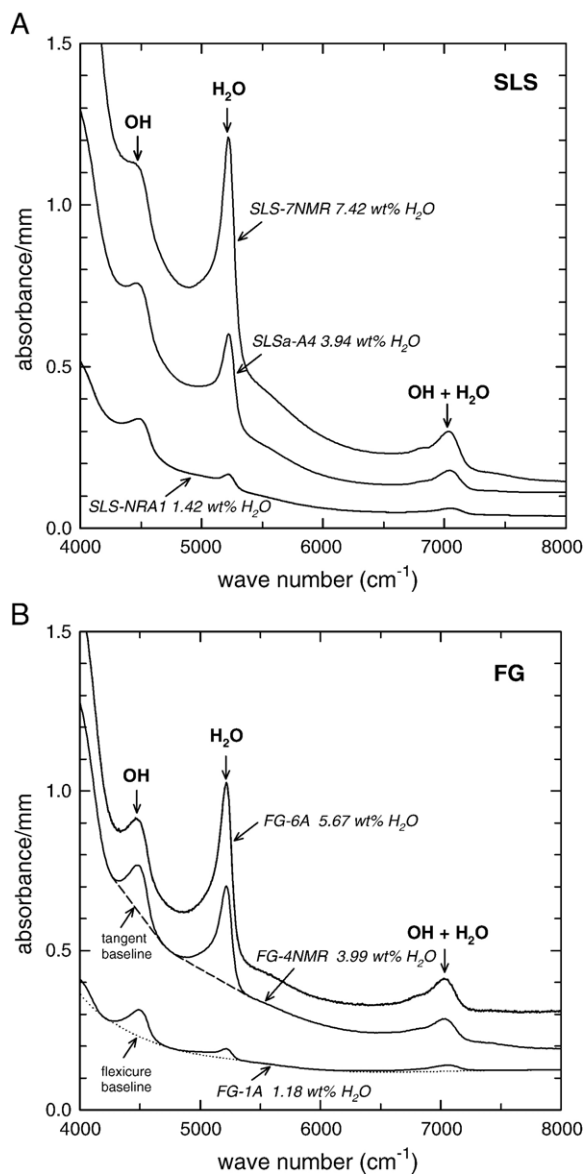 A
1.5
SLS
H₂O
OH
1.0
SLS-7NMR 7.42 wt% H₂O
absorbance/mm
0.5
SLSa-A4 3.94 wt% H₂O
OH + H₂O
SLS-NRA1 1.42 wt% H₂O
0.0
4000 5000 6000 7000 8000
wave number (cm⁻¹)
B
1.5
FG
H₂O
OH
1.0
FG-6A 5.67 wt% H₂O
absorbance/mm
OH + H₂O
tangent
baseline
FG-4NMR 3.99 wt% H₂O
0.5
flexicure
baseline
FG-1A 1.18 wt% H₂O
0.0
4000 5000 6000 7000 8000
wave number (cm⁻¹)